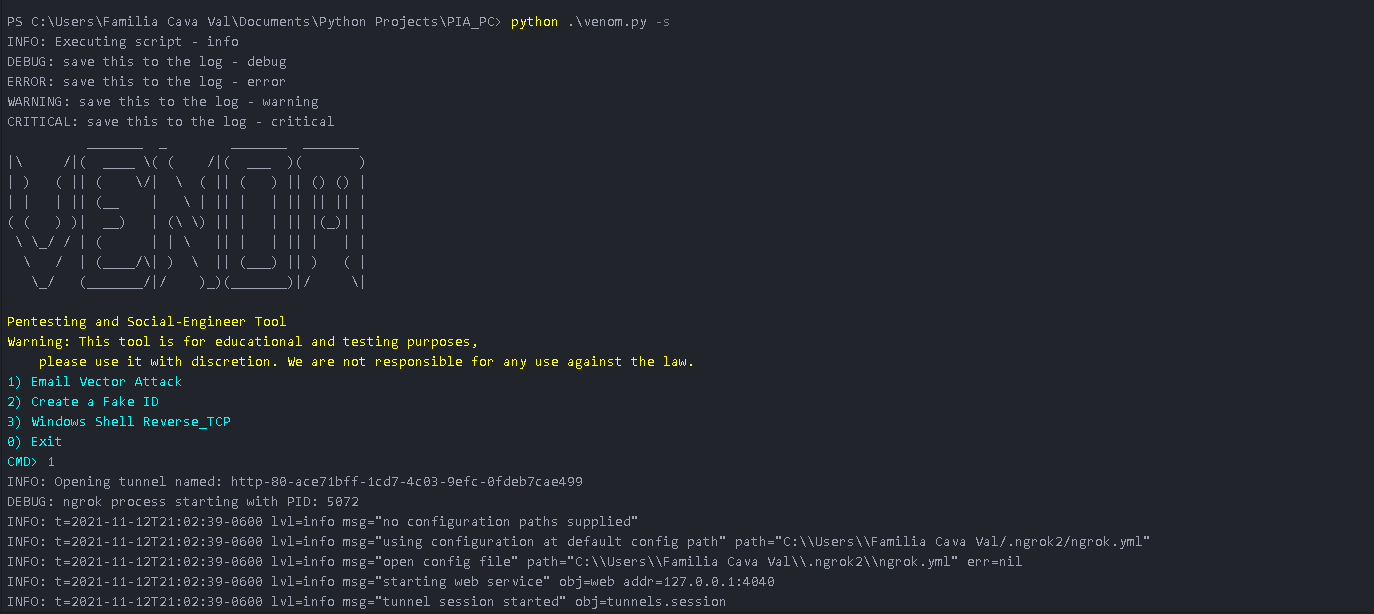 PS C:\Users\Familia Cava Val\Documents\Python Projects\PIA_PC> python .\venom.py -s
INFO: Executing script - info
DEBUG: save this to the log - debug
ERROR: save this to the log - error
WARNING: save this to the log - warning
CRITICAL: save this to the log - critical
VENOM
Pentesting and Social-Engineer Tool
Warning: This tool is for educational and testing purposes,
please use it with discretion. We are not responsible for any use against the law.
1) Email Vector Attack
2) Create a Fake ID
3) Windows Shell Reverse_TCP
0) Exit
CMD> 1
INFO: Opening tunnel named: http-80-ace71bff-1cd7-4c03-9efc-0fdeb7cae499
DEBUG: ngrok process starting with PID: 5072
INFO: t=2021-11-12T21:02:39-0600 lvl=info msg="no configuration paths supplied"
INFO: t=2021-11-12T21:02:39-0600 lvl=info msg="using configuration at default config path" path="C:\\Users\\Familia Cava Val/.ngrok2/ngrok.yml"
INFO: t=2021-11-12T21:02:39-0600 lvl=info msg="open config file" path="C:\\Users\\Familia Cava Val\\.ngrok2\\ngrok.yml" err=nil
INFO: t=2021-11-12T21:02:39-0600 lvl=info msg="starting web service" obj=web addr=127.0.0.1:4040
INFO: t=2021-11-12T21:02:39-0600 lvl=info msg="tunnel session started" obj=tunnels.session